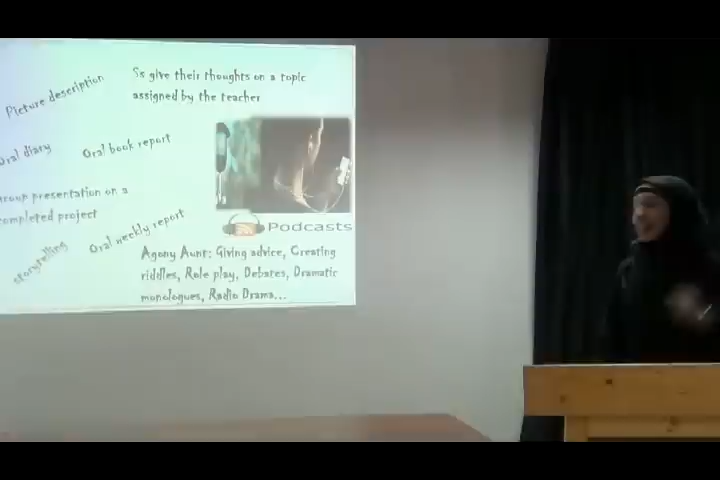 Picture description
Ss give their thoughts on a topic
assigned by the teacher
Oral diary
Oral book report
group presentation on a
completed project
Oral weekly report
storytelling
Podcasts
Agony Aunt: Giving advice, Creating
riddles, Role play, Debates, Dramatic
monologues, Radio Drama...